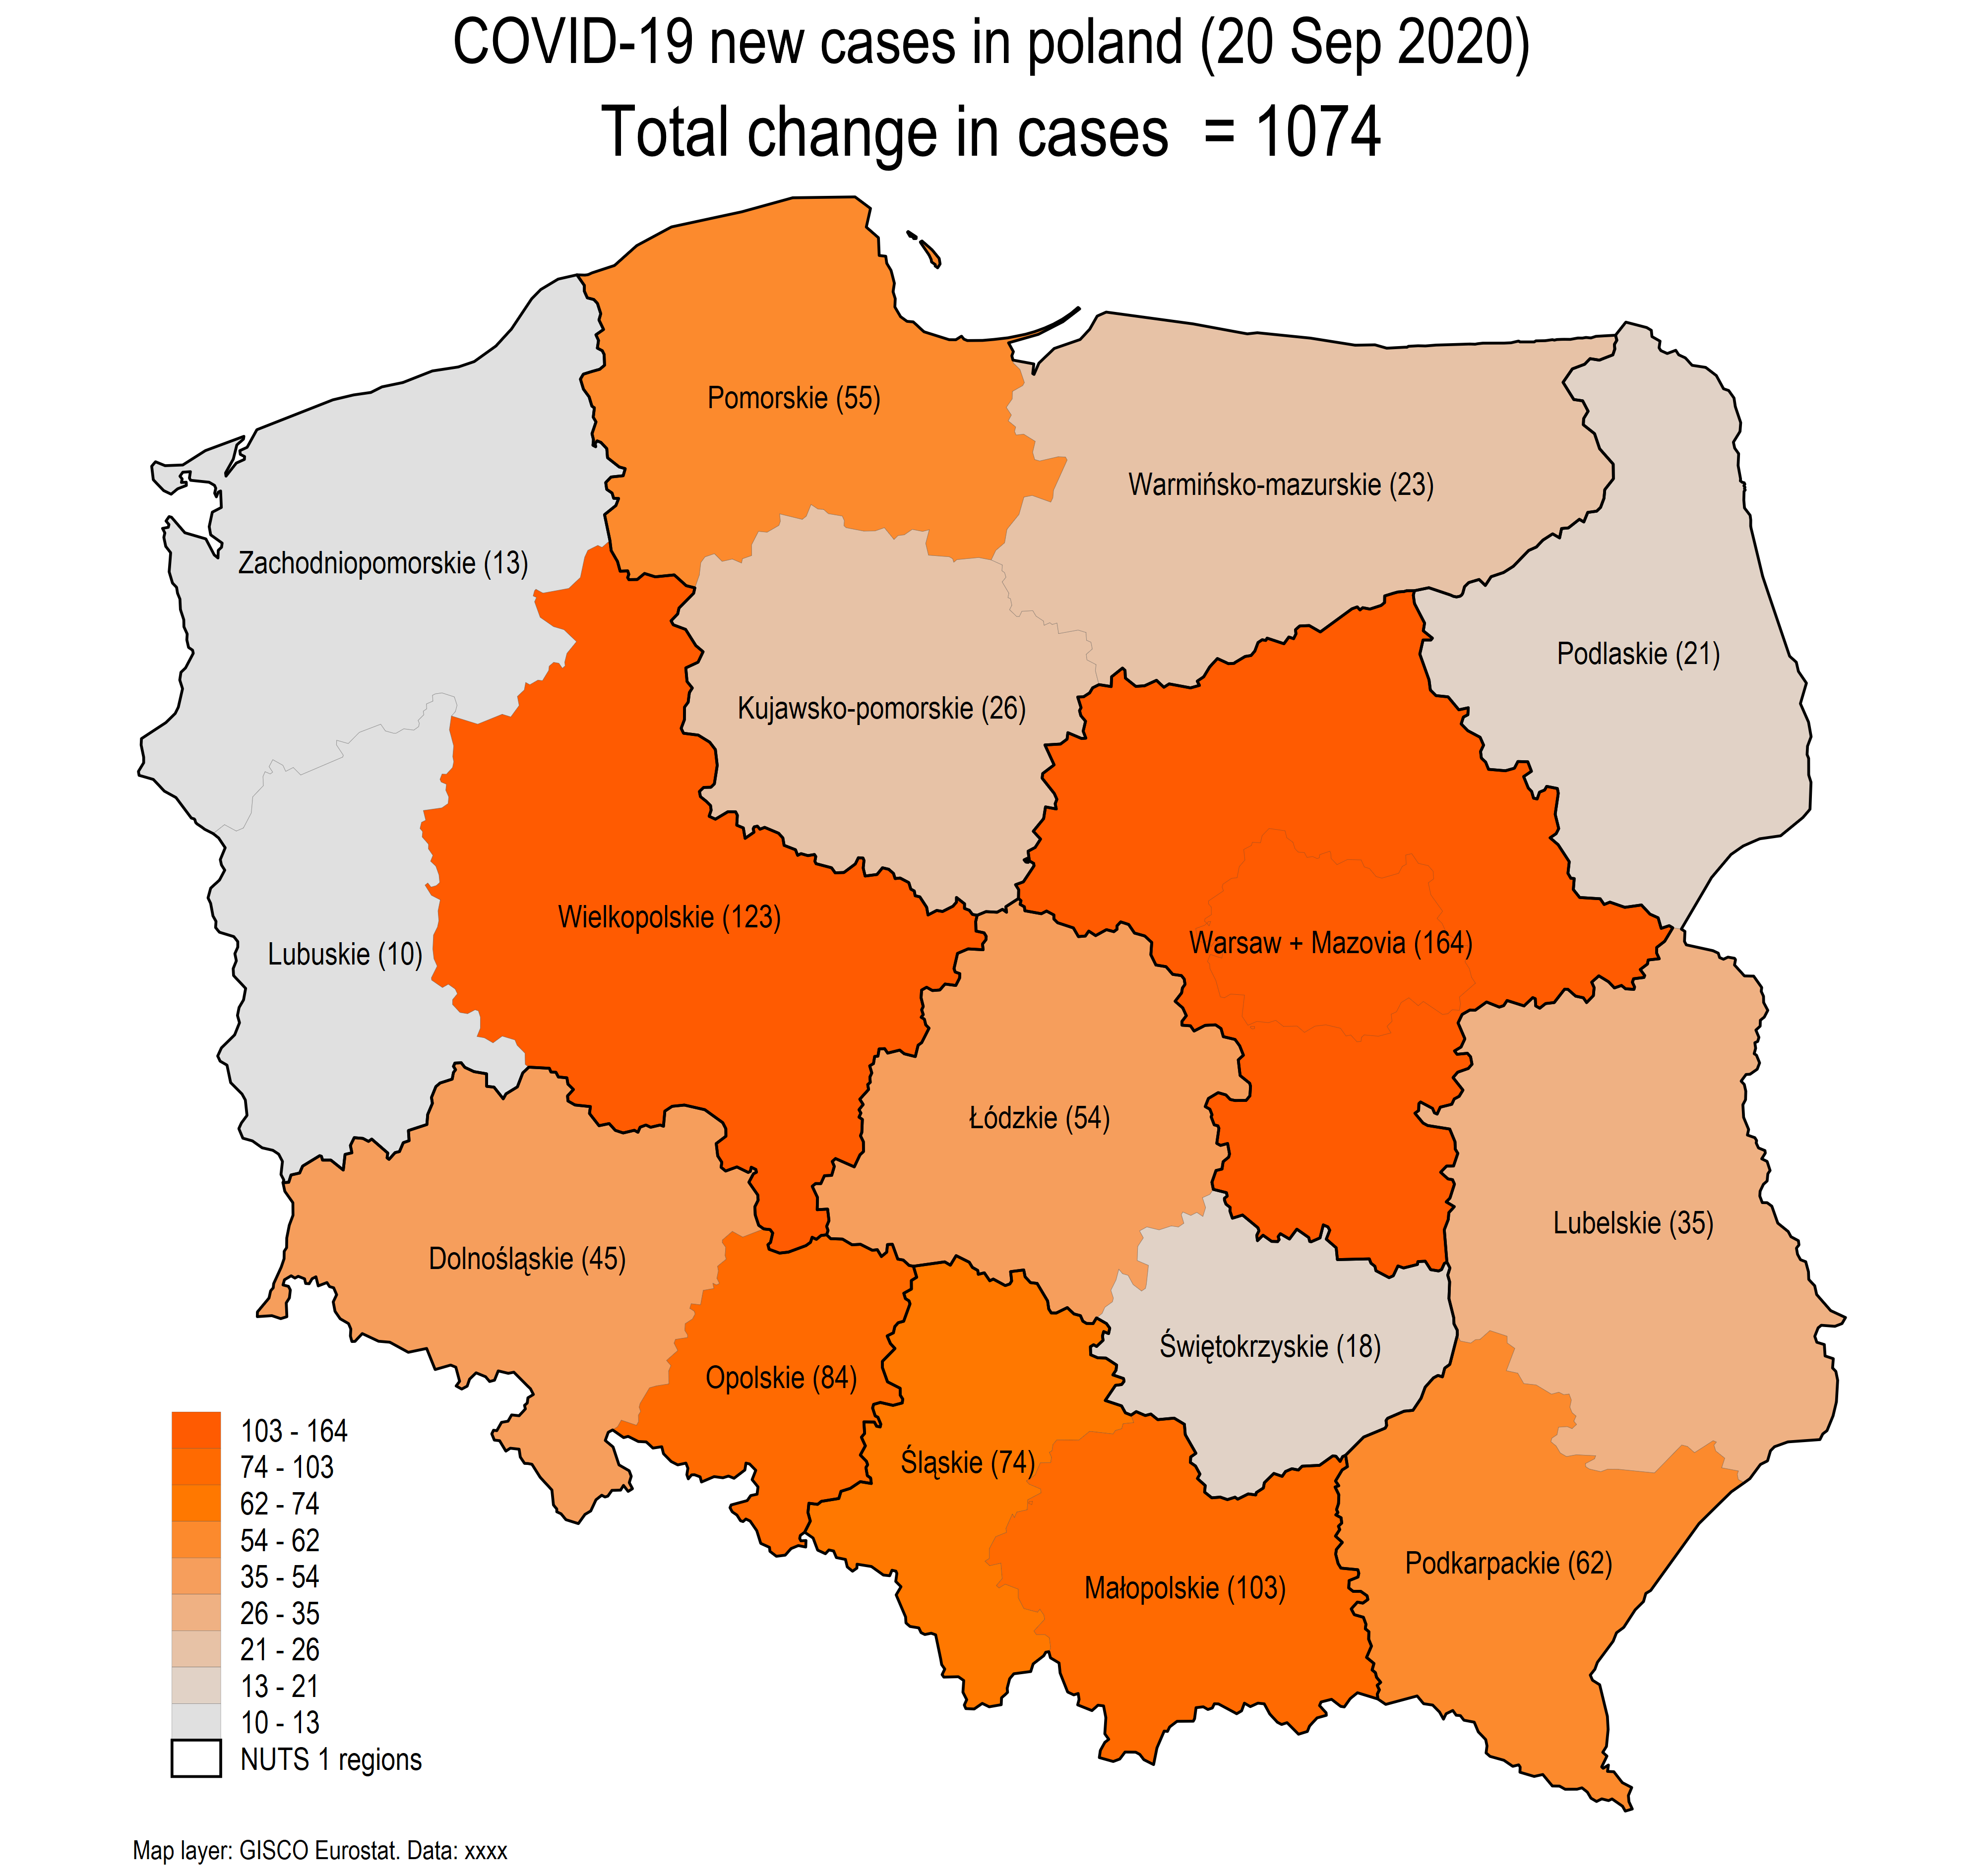 COVID-19 new cases in poland (20 Sep 2020)
Total change in cases = 1074
Pomorskie (55)
Warmińsko-mazurskie (23)
Zachodniopomorskie (13)
Podlaskie (21)
Kujawsko-pomorskie (26)
Wielkopolskie (123)
Warsaw + Mazovia (164)
Lubuskie (10)
Łódzkie (54)
Lubelskie (35)
Dolnośląskie (45)
Świętokrzyskie (18)
Opolskie (84)
Śląskie (74)
Podkarpackie (62)
Małopolskie (103)
103 - 164
74 - 103
62 - 74
54 - 62
35 - 54
26 - 35
21 - 26
13 - 21
10 - 13
NUTS 1 regions
Map layer: GISCO Eurostat. Data: xxxx